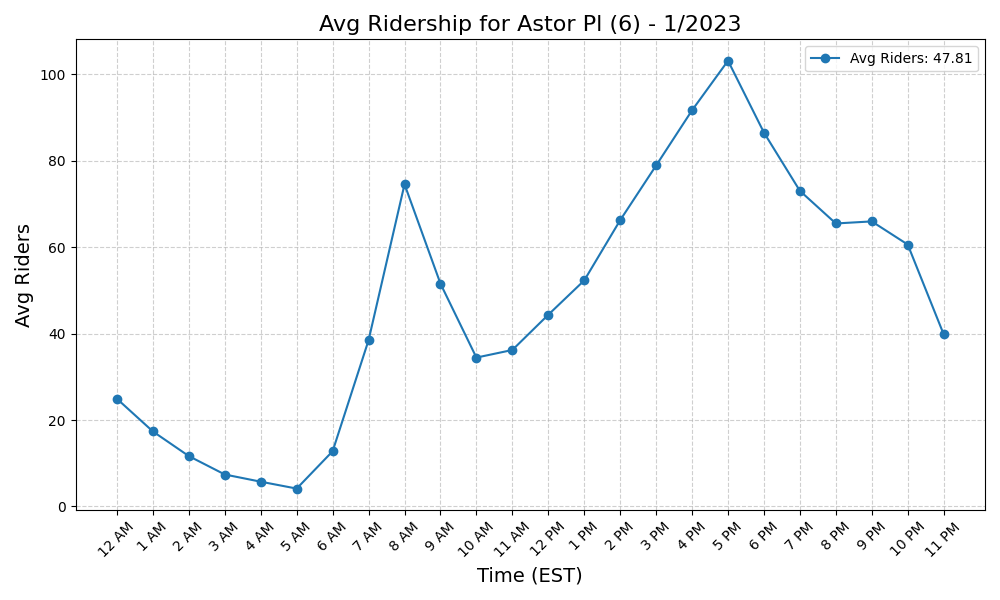 Avg Ridership for Astor Pl (6) - 1/2023
Avg Riders: 47.81
Avg Riders
100
80
60
40
20
0
12 AM
1 AM
2 AM
3 AM
4 AM
5 AM
6 AM
7 AM
8 AM
9 AM
10 AM
11 AM
12 PM
1 PM
2 PM
3 PM
4 PM
5 PM
6 PM
7 PM
8 PM
9 PM
10 PM
11 PM
Time (EST)